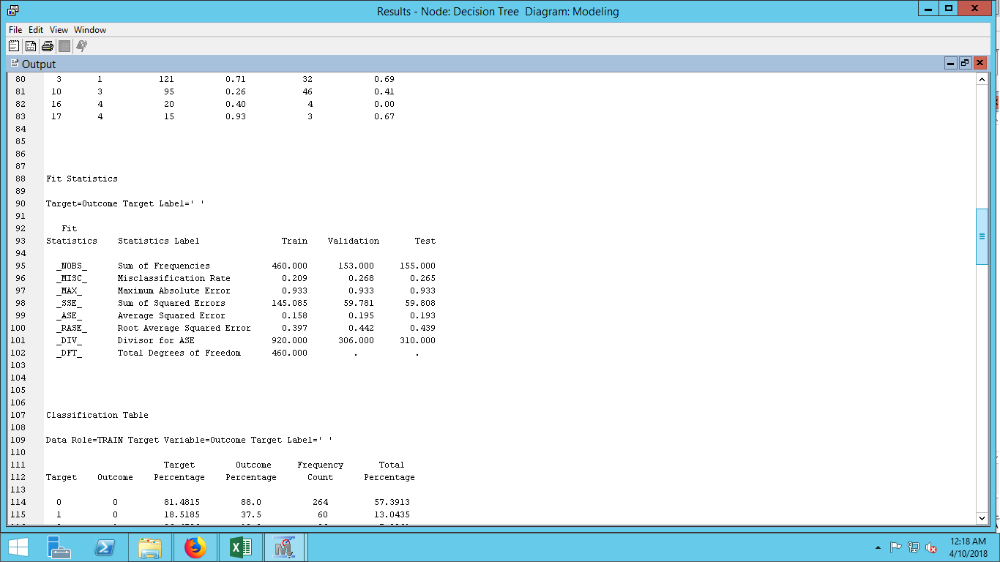 Results - Node: Decision Tree Diagram: Modeling
File Edit View Window
Output
80 3 1 121 0.71 32 0.69
81 10 3 95 0.26 46 0.41
82 16 4 20 0.40 4 0.00
83 17 4 15 0.93 3 0.67
84
85
86
87
88 Fit Statistics
89
90 Target=Outcome Target Label=' '
91
92 Fit
93 Statistics Statistics Label Train Validation Test
94
95 _NOBS_ Sum of Frequencies 460.000 153.000 155.000
96 _MISC_ Misclassification Rate 0.209 0.268 0.265
97 _MAX_ Maximum Absolute Error 0.933 0.933 0.933
98 _SSE_ Sum of Squared Errors 145.085 59.781 59.808
99 _ASE_ Average Squared Error 0.158 0.195 0.193
100 _RASE_ Root Average Squared Error 0.397 0.442 0.439
101 _DIV_ Divisor for ASE 920.000 306.000 310.000
102 _DFT_ Total Degrees of Freedom 460.000 . .
103
104
105
106
107 Classification Table
108
109 Data Role=TRAIN Target Variable=Outcome Target Label=' '
110
111 Target Outcome Frequency Total
112 Target Outcome Percentage Percentage Count Percentage
113
114 0 0 81.4815 88.0 264 57.3913
115 1 0 18.5185 37.5 60 13.0435
12:18 AM
4/10/2018